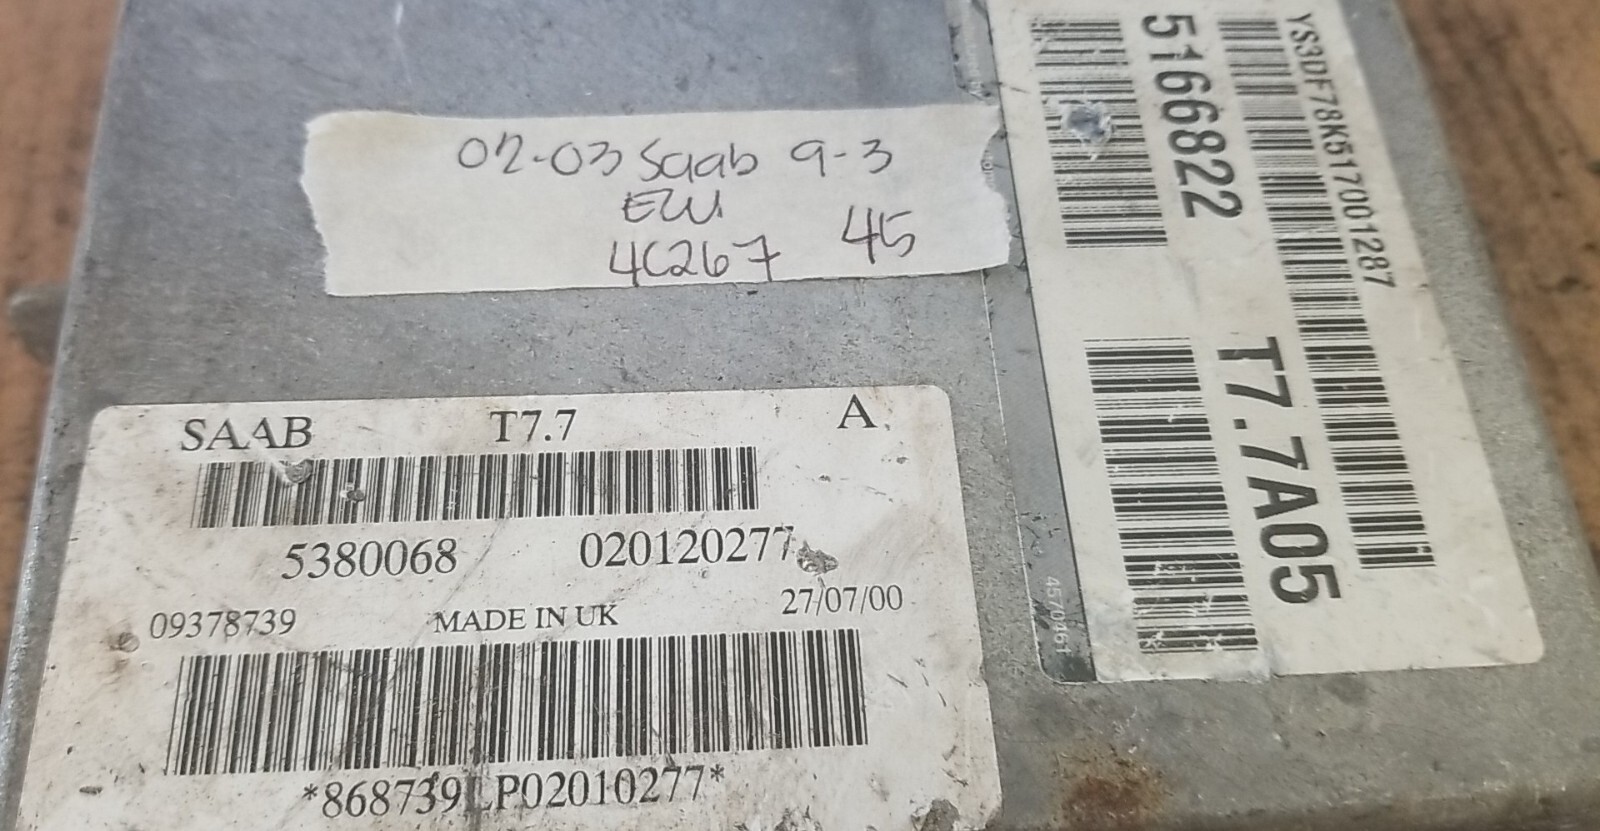 02-03 Saab 9-3
4C267 45
SAAB T7.7 A
5380068 020120277
09378739 MADE IN UK 27/07/00
*868739LP02010277*
YS3DF78K517001287
5166822 T7.7A05